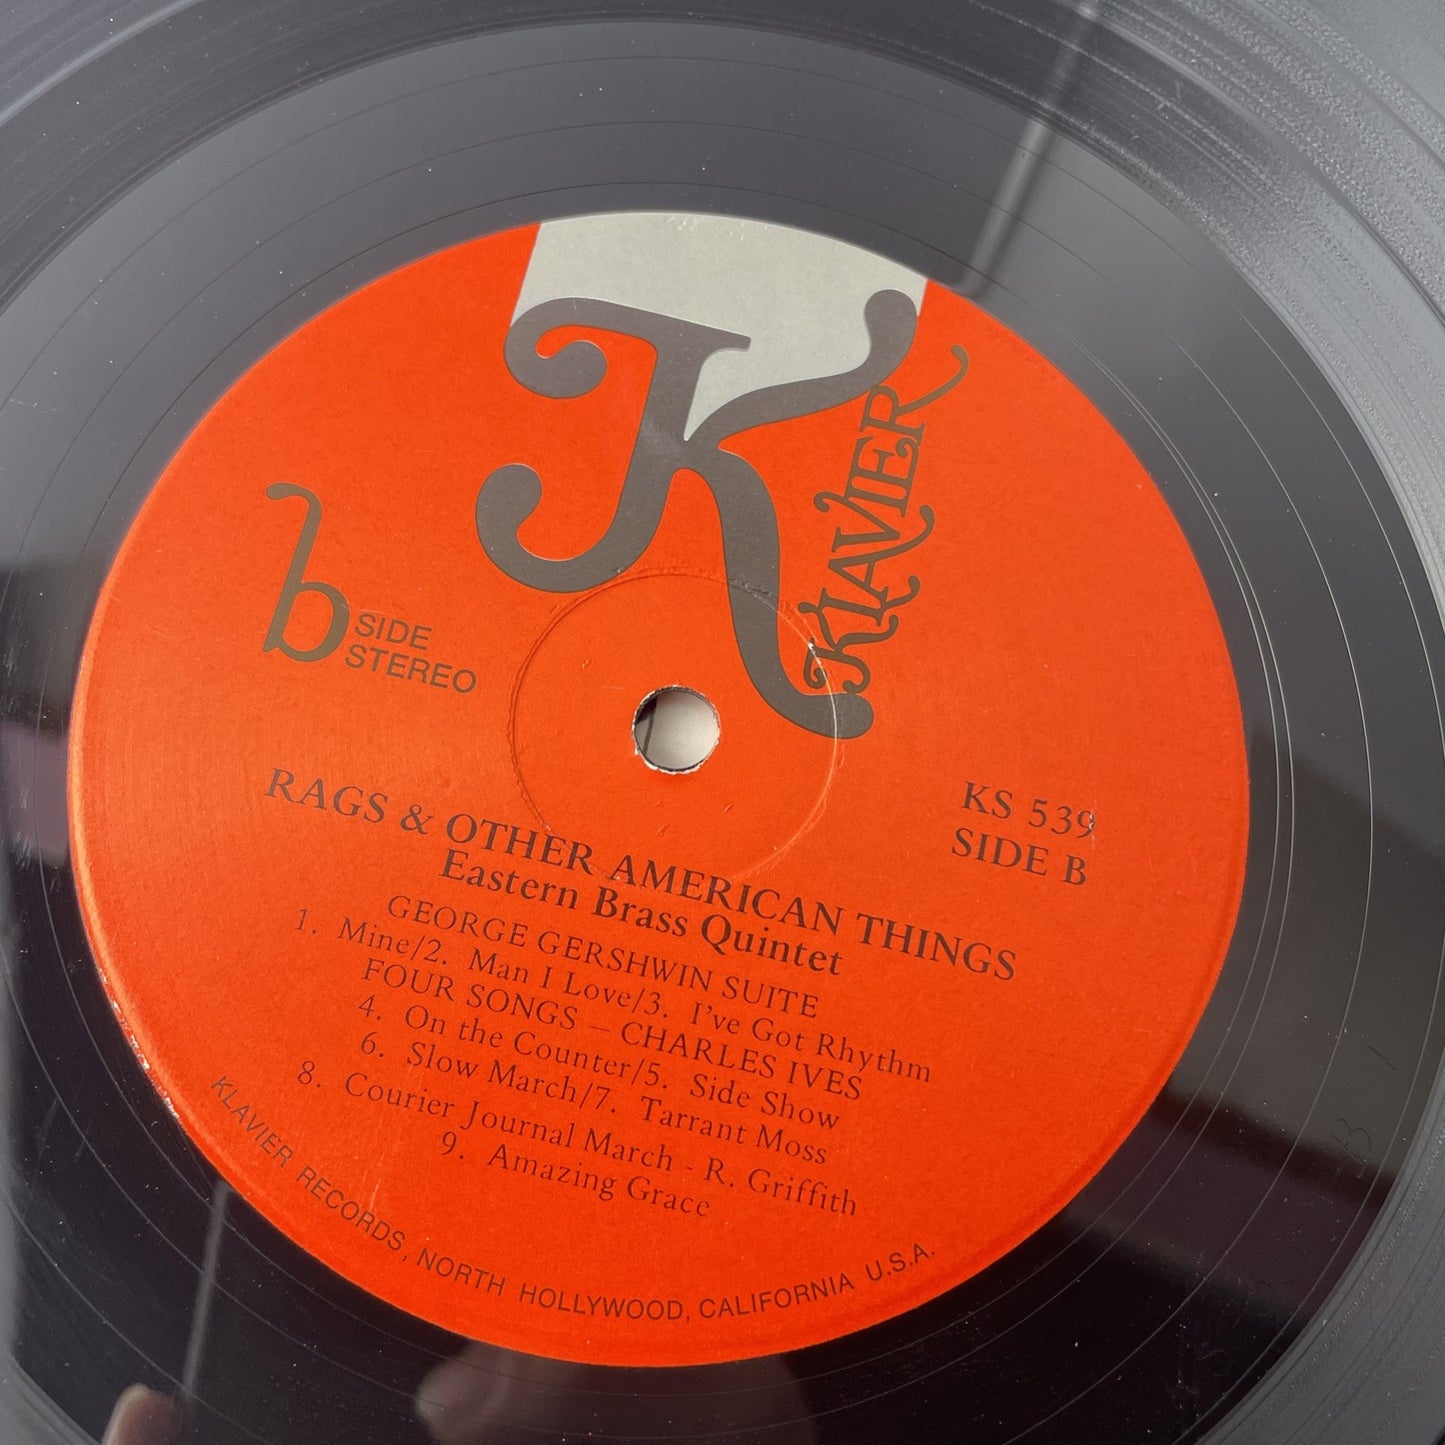 K
KLAVIER
b SIDE
STEREO
KS 539
SIDE B
RAGS & OTHER AMERICAN THINGS
Eastern Brass Quintet
GEORGE GERSHWIN SUITE
1. Mine/2. Man I Love/3. I've Got Rhythm
FOUR SONGS – CHARLES IVES
4. On the Counter/5. Side Show
6. Slow March/7. Tarrant Moss
8. Courier Journal March - R. Griffith
9. Amazing Grace
KLAVIER RECORDS, NORTH HOLLYWOOD, CALIFORNIA U.S.A.